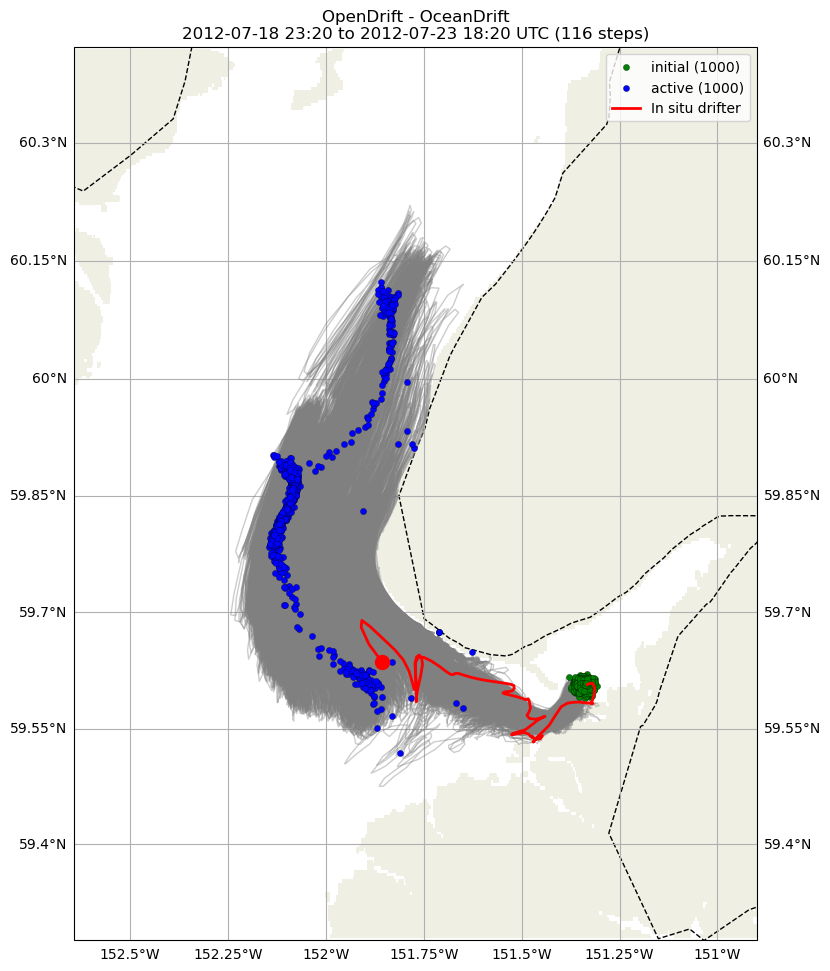 OpenDrift - OceanDrift
2012-07-18 23:20 to 2012-07-23 18:20 UTC (116 steps)
initial (1000)
active (1000)
In situ drifter
60.3°N
60.3°N
60.15°N
60.15°N
60°N
60°N
59.85°N
59.85°N
59.7°N
59.7°N
59.55°N
59.55°N
59.4°N
59.4°N
152.5°W
152.25°W
152°W
151.75°W
151.5°W
151.25°W
151°W